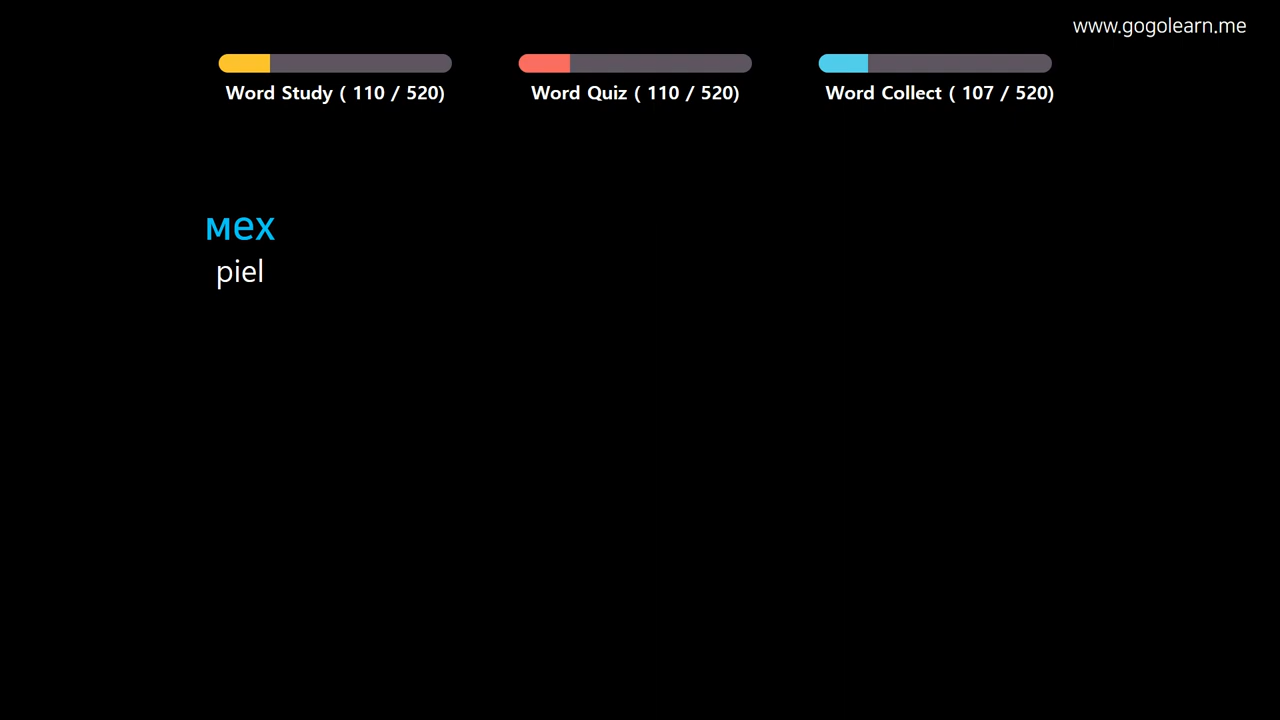 www.gogolearn.me
Word Study ( 110 / 520)
Word Quiz ( 110 / 520)
Word Collect ( 107 / 520)
мех
piel